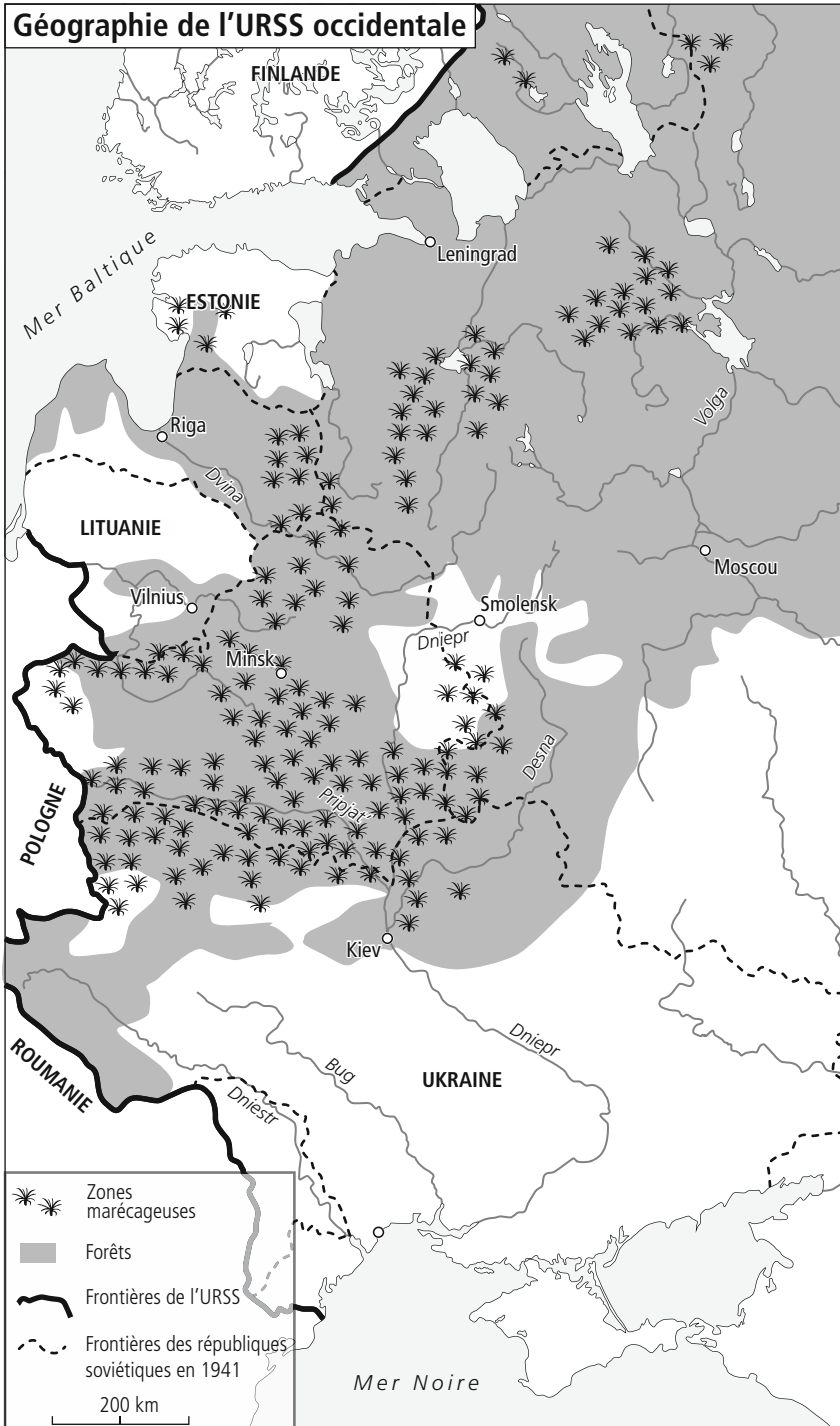 Géographie de l'URSS occidentale
FINLANDE
Leningrad
Mer Baltique
ESTONIE
Riga
Volga
Dvina
LITUANIE
Moscou
Vilnius
Smolensk
Dniepr
Minsk
Desna
POLOGNE
Pripjat'
Kiev
Dniepr
ROUMANIE
Bug
UKRAINE
Dniestr
Zones
marécageuses
Forêts
Frontières de l'URSS
Frontières des républiques
soviétiques en 1941
200 km
Mer Noire